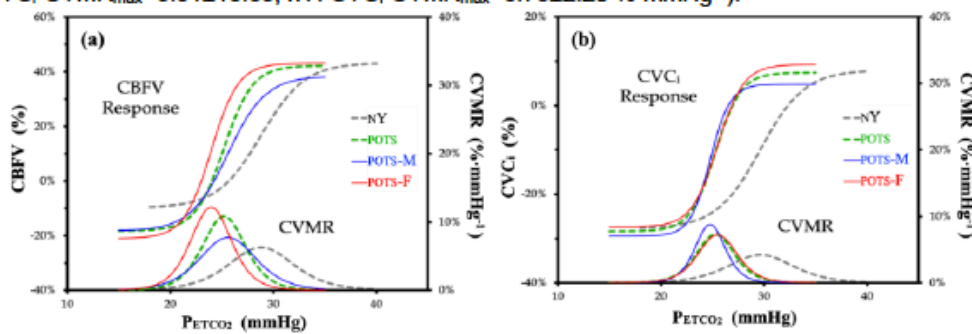 (a)
CBFV
Response
NY
POTS
POTS-M
POTS-F
CVMR
CBFV (%)
60%
40%
20%
0%
-20%
-40%
CVMR (%·mmHg⁻¹)
40%
30%
20%
10%
0%
10 20 30 40
PETCO₂ (mmHg)
(b)
CVCi
Response
NY
POTS
POTS-M
POTS-F
CVMR
CVCi (%)
20%
0%
-20%
-40%
CVMR (%·mmHg⁻¹)
40%
30%
20%
10%
0%
10 20 30 40
PETCO₂ (mmHg)